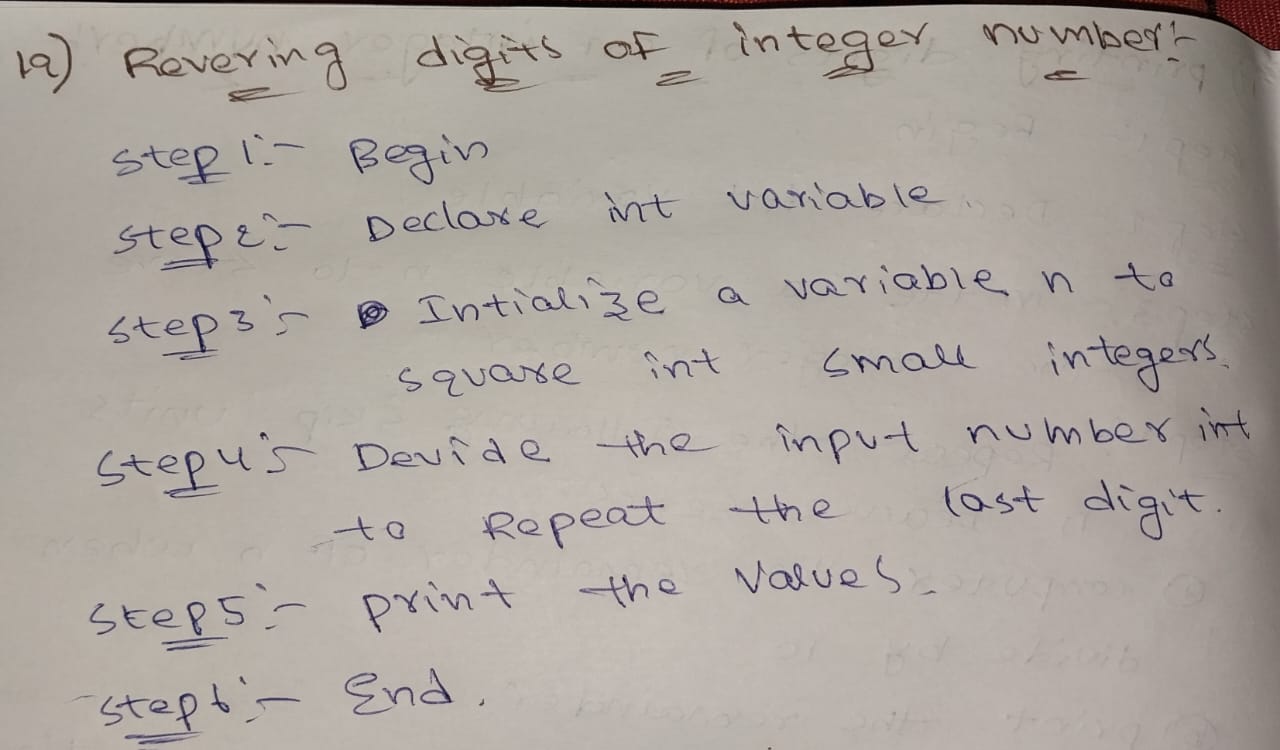 19) Revering digits of integer number:-
Step 1:- Begin
Step 2:- Declare int variable.
Step 3:- Intialize a variable n to
square int small integers.
Step 4:- Devide the input number int
to Repeat the last digit.
Step 5:- print the values.
Step 6:- End.